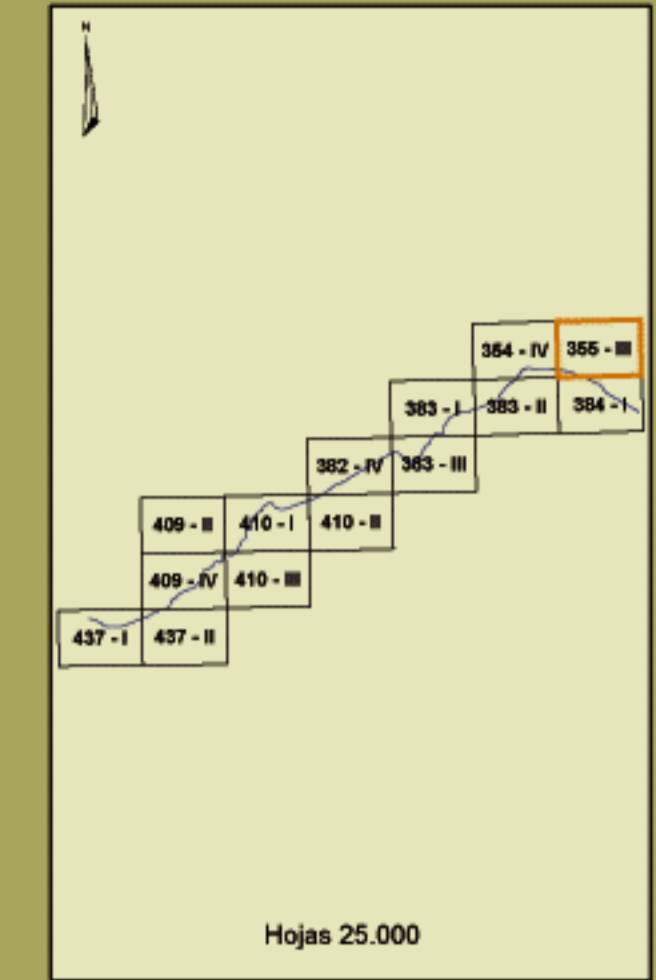 N
354 - IV 355 - III
383 - I 383 - II 384 - I
382 - IV 383 - III
409 - II 410 - I 410 - II
409 - IV 410 - III
437 - I 437 - II
Hojas 25.000